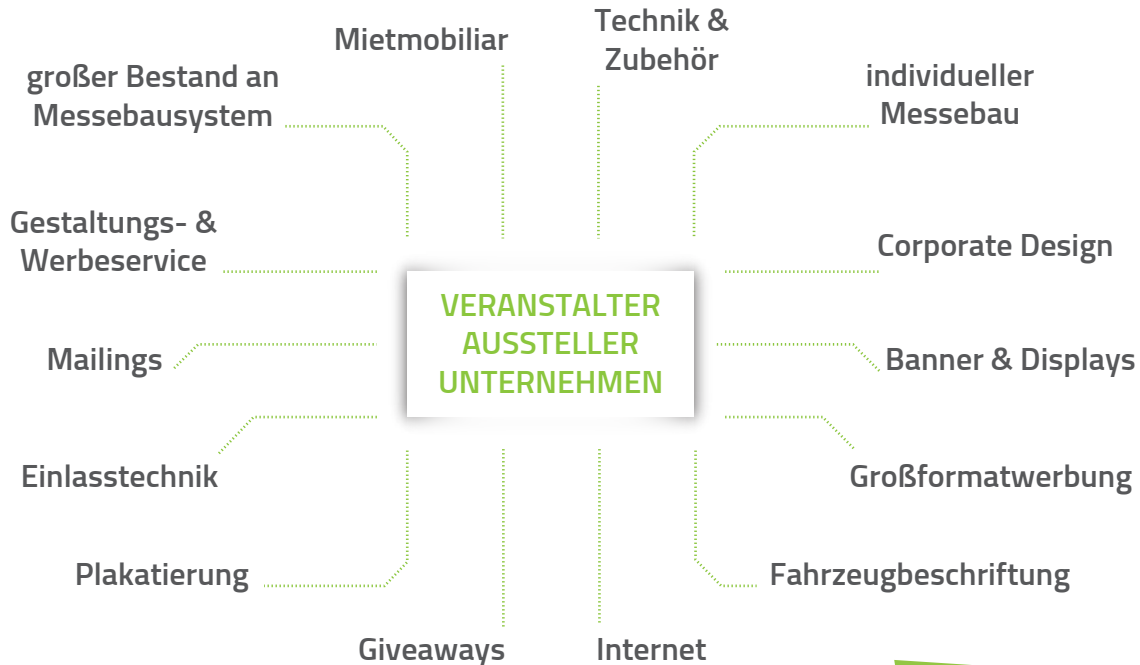 Mietmobiliar
Technik &
Zubehör
großer Bestand an
Messebausystem
individueller
Messebau
Gestaltungs- &
Werbeservice
Corporate Design
VERANSTALTER
AUSSTELLER
UNTERNEHMEN
Mailings
Banner & Displays
Einlasstechnik
Großformatwerbung
Plakatierung
Fahrzeugbeschriftung
Giveaways
Internet